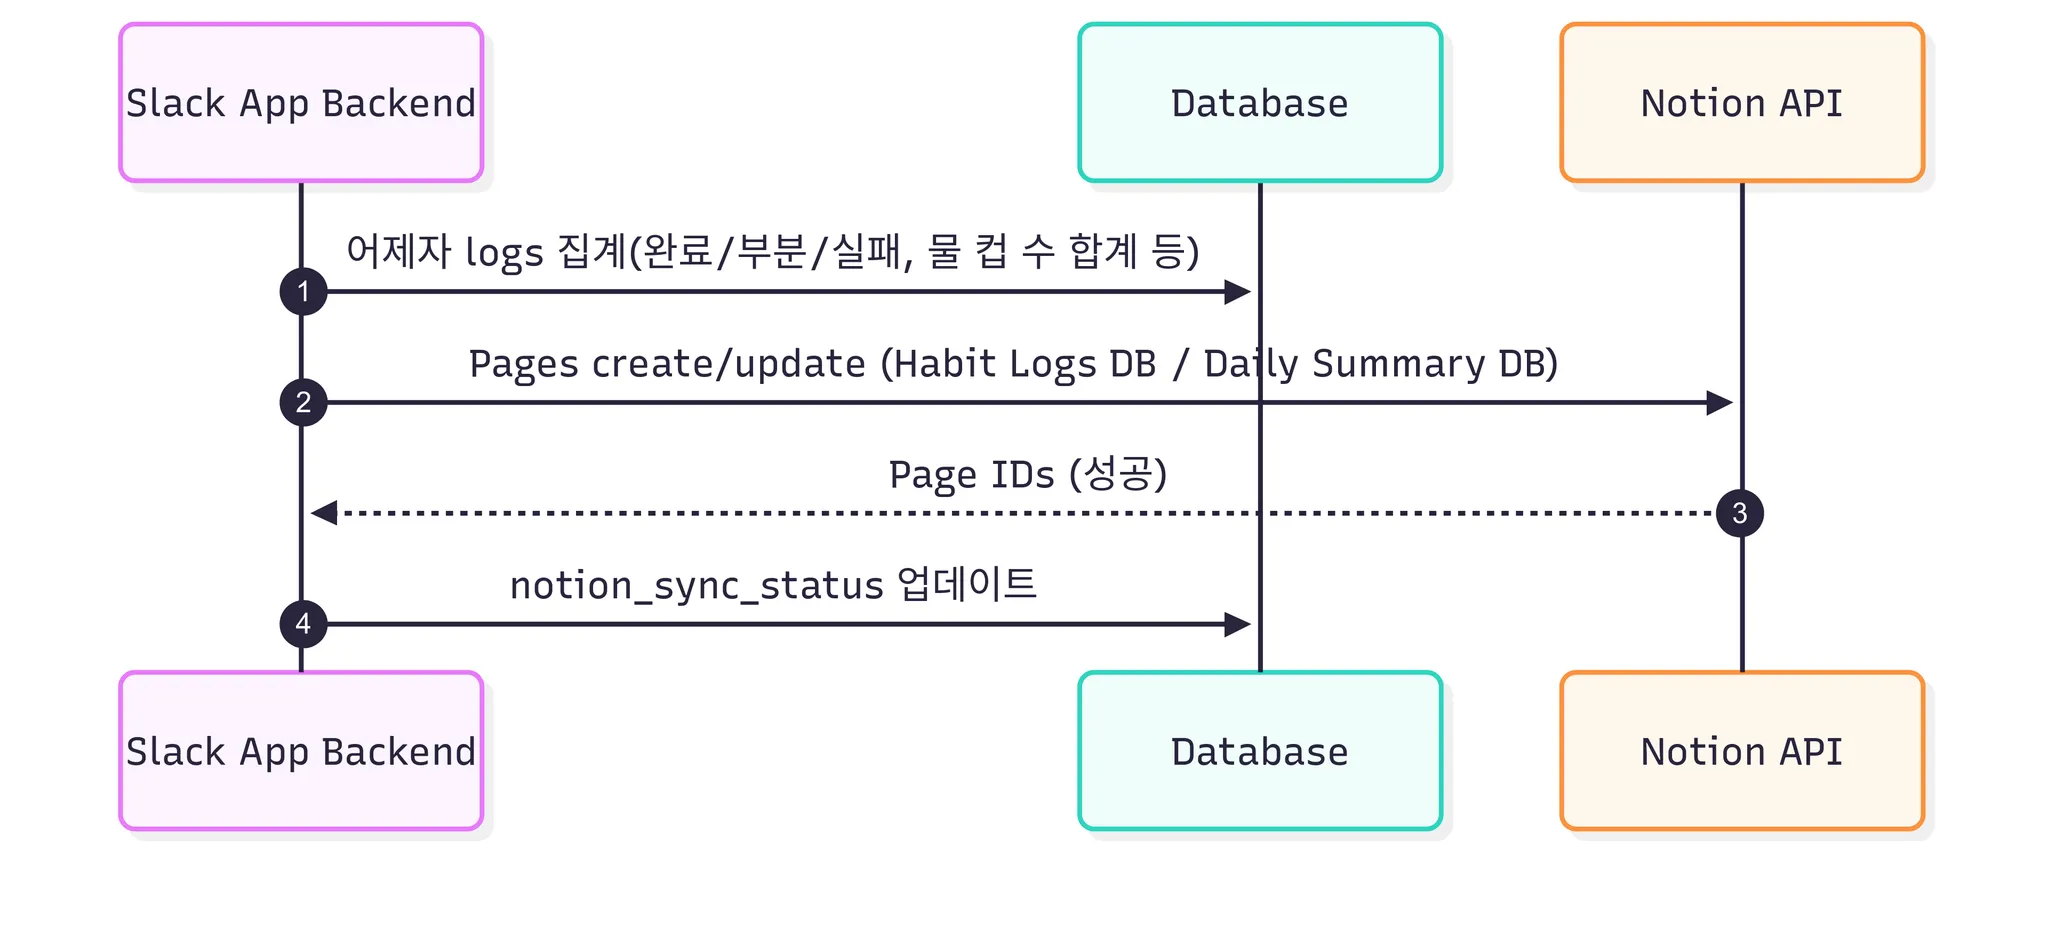 Slack App Backend
Database
Notion API
어제자 logs 집계(완료/부분/실패, 물 컵 수 합계 등)
1
Pages create/update (Habit Logs DB / Daily Summary DB)
2
Page IDs (성공)
3
notion_sync_status 업데이트
4
Slack App Backend
Database
Notion API